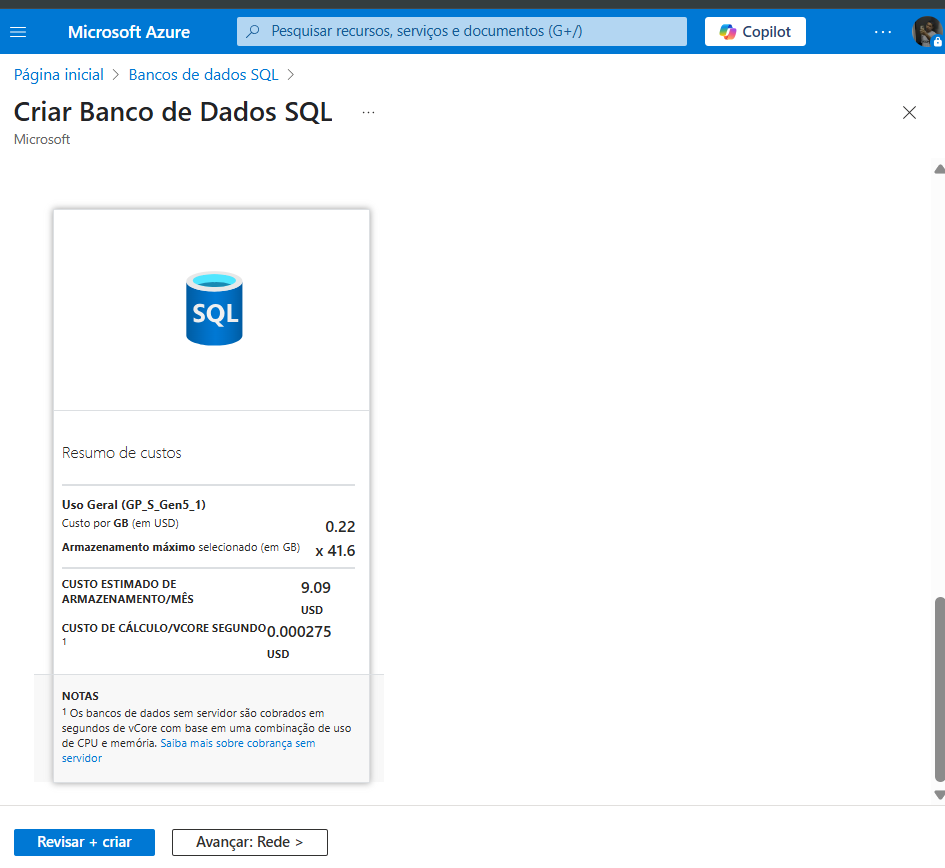 Microsoft Azure
Pesquisar recursos, serviços e documentos (G+/)
Copilot
...
Página inicial > Bancos de dados SQL >
Criar Banco de Dados SQL ...
Microsoft
SQL
Resumo de custos
Uso Geral (GP_S_Gen5_1)
Custo por GB (em USD)
0.22
Armazenamento máximo selecionado (em GB)
x 41.6
CUSTO ESTIMADO DE
ARMAZENAMENTO/MÊS
9.09
USD
CUSTO DE CÁLCULO/VCORE SEGUNDO
1
0.000275
USD
NOTAS
1 Os bancos de dados sem servidor são cobrados em
segundos de vCore com base em uma combinação de uso
de CPU e memória. Saiba mais sobre cobrança sem
servidor
Revisar + criar
Avançar: Rede >